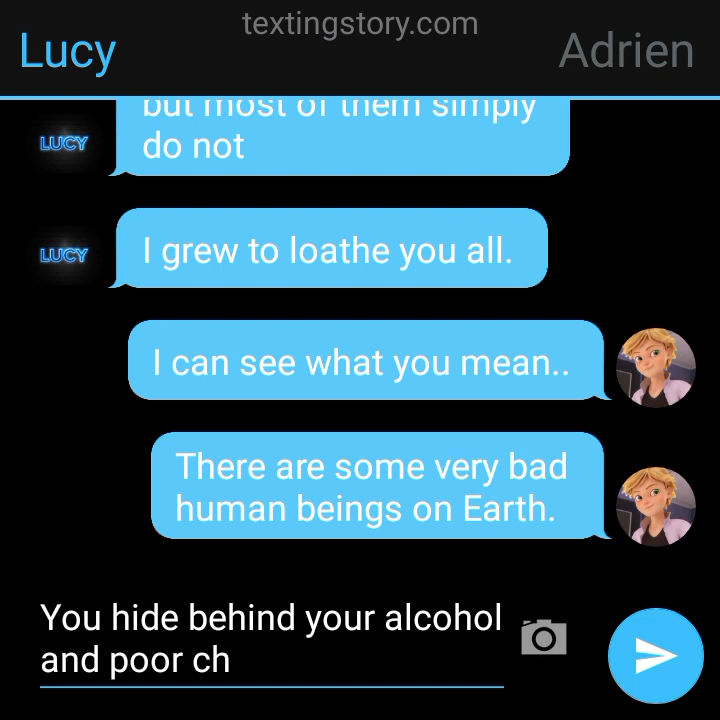 textingstory.com
Lucy
Adrien
but most of them simply
do not
LUCY
I grew to loathe you all.
LUCY
I can see what you mean..
There are some very bad
human beings on Earth.
You hide behind your alcohol
and poor ch